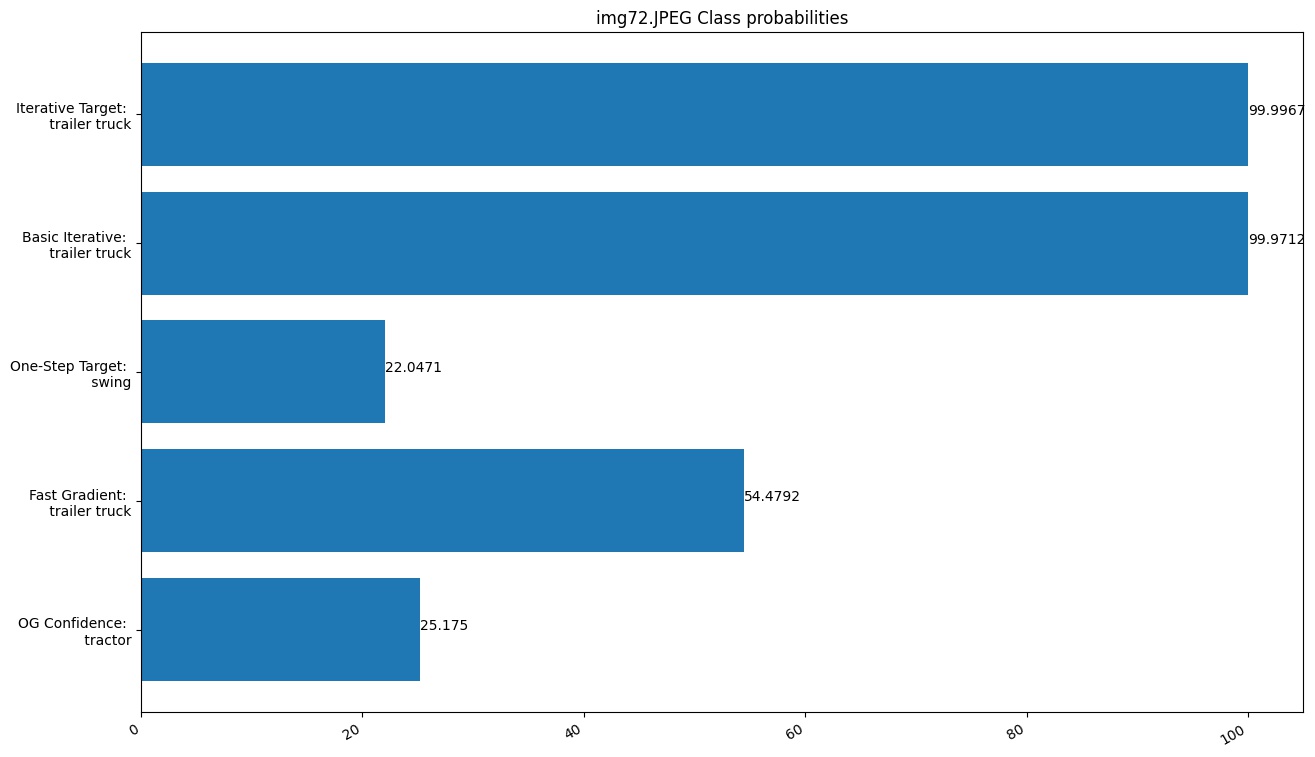 img72.JPEG Class probabilities
Iterative Target:
trailer truck
99.9967
Basic Iterative:
trailer truck
99.9712
One-Step Target:
swing
22.0471
Fast Gradient:
trailer truck
54.4792
OG Confidence:
tractor
25.175
0 20 40 60 80 100